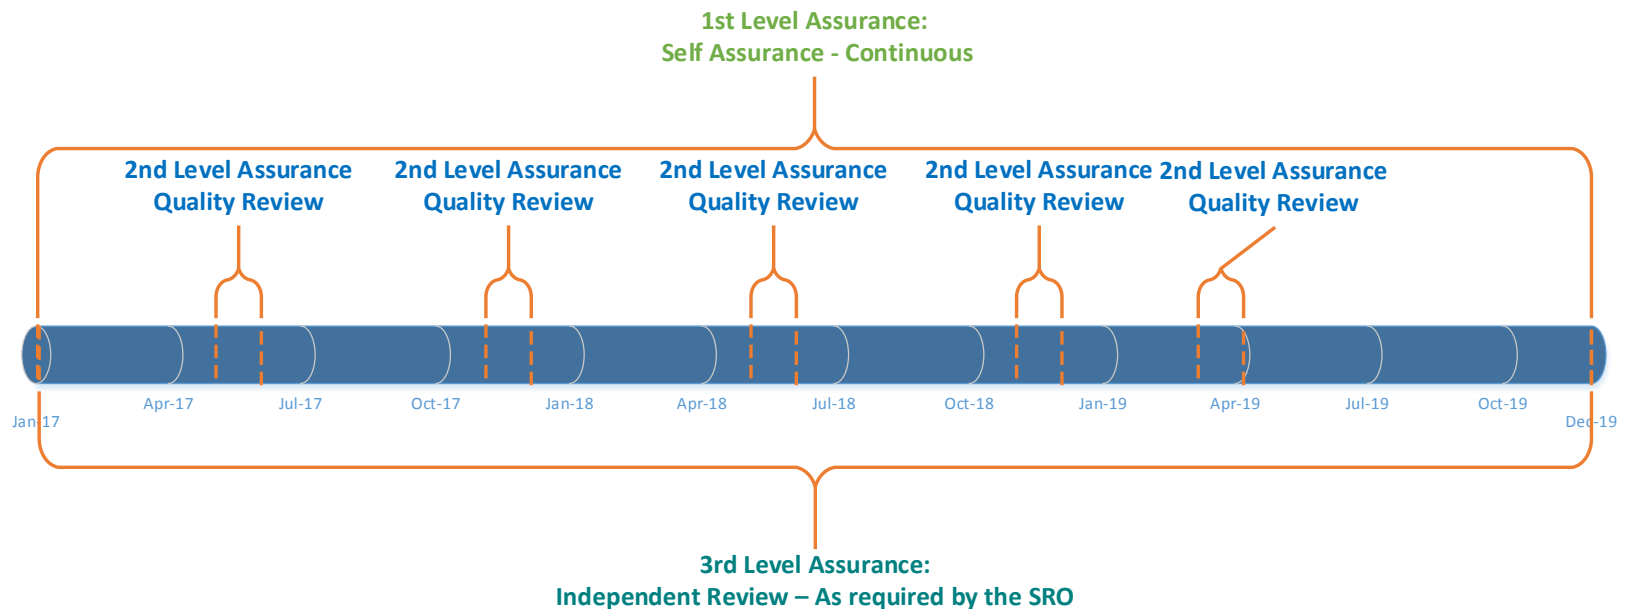 1st Level Assurance:
Self Assurance - Continuous
2nd Level Assurance
Quality Review
2nd Level Assurance
Quality Review
2nd Level Assurance
Quality Review
2nd Level Assurance
Quality Review
2nd Level Assurance
Quality Review
Jan-17
Apr-17
Jul-17
Oct-17
Jan-18
Apr-18
Jul-18
Oct-18
Jan-19
Apr-19
Jul-19
Oct-19
Dec-19
3rd Level Assurance:
Independent Review – As required by the SRO